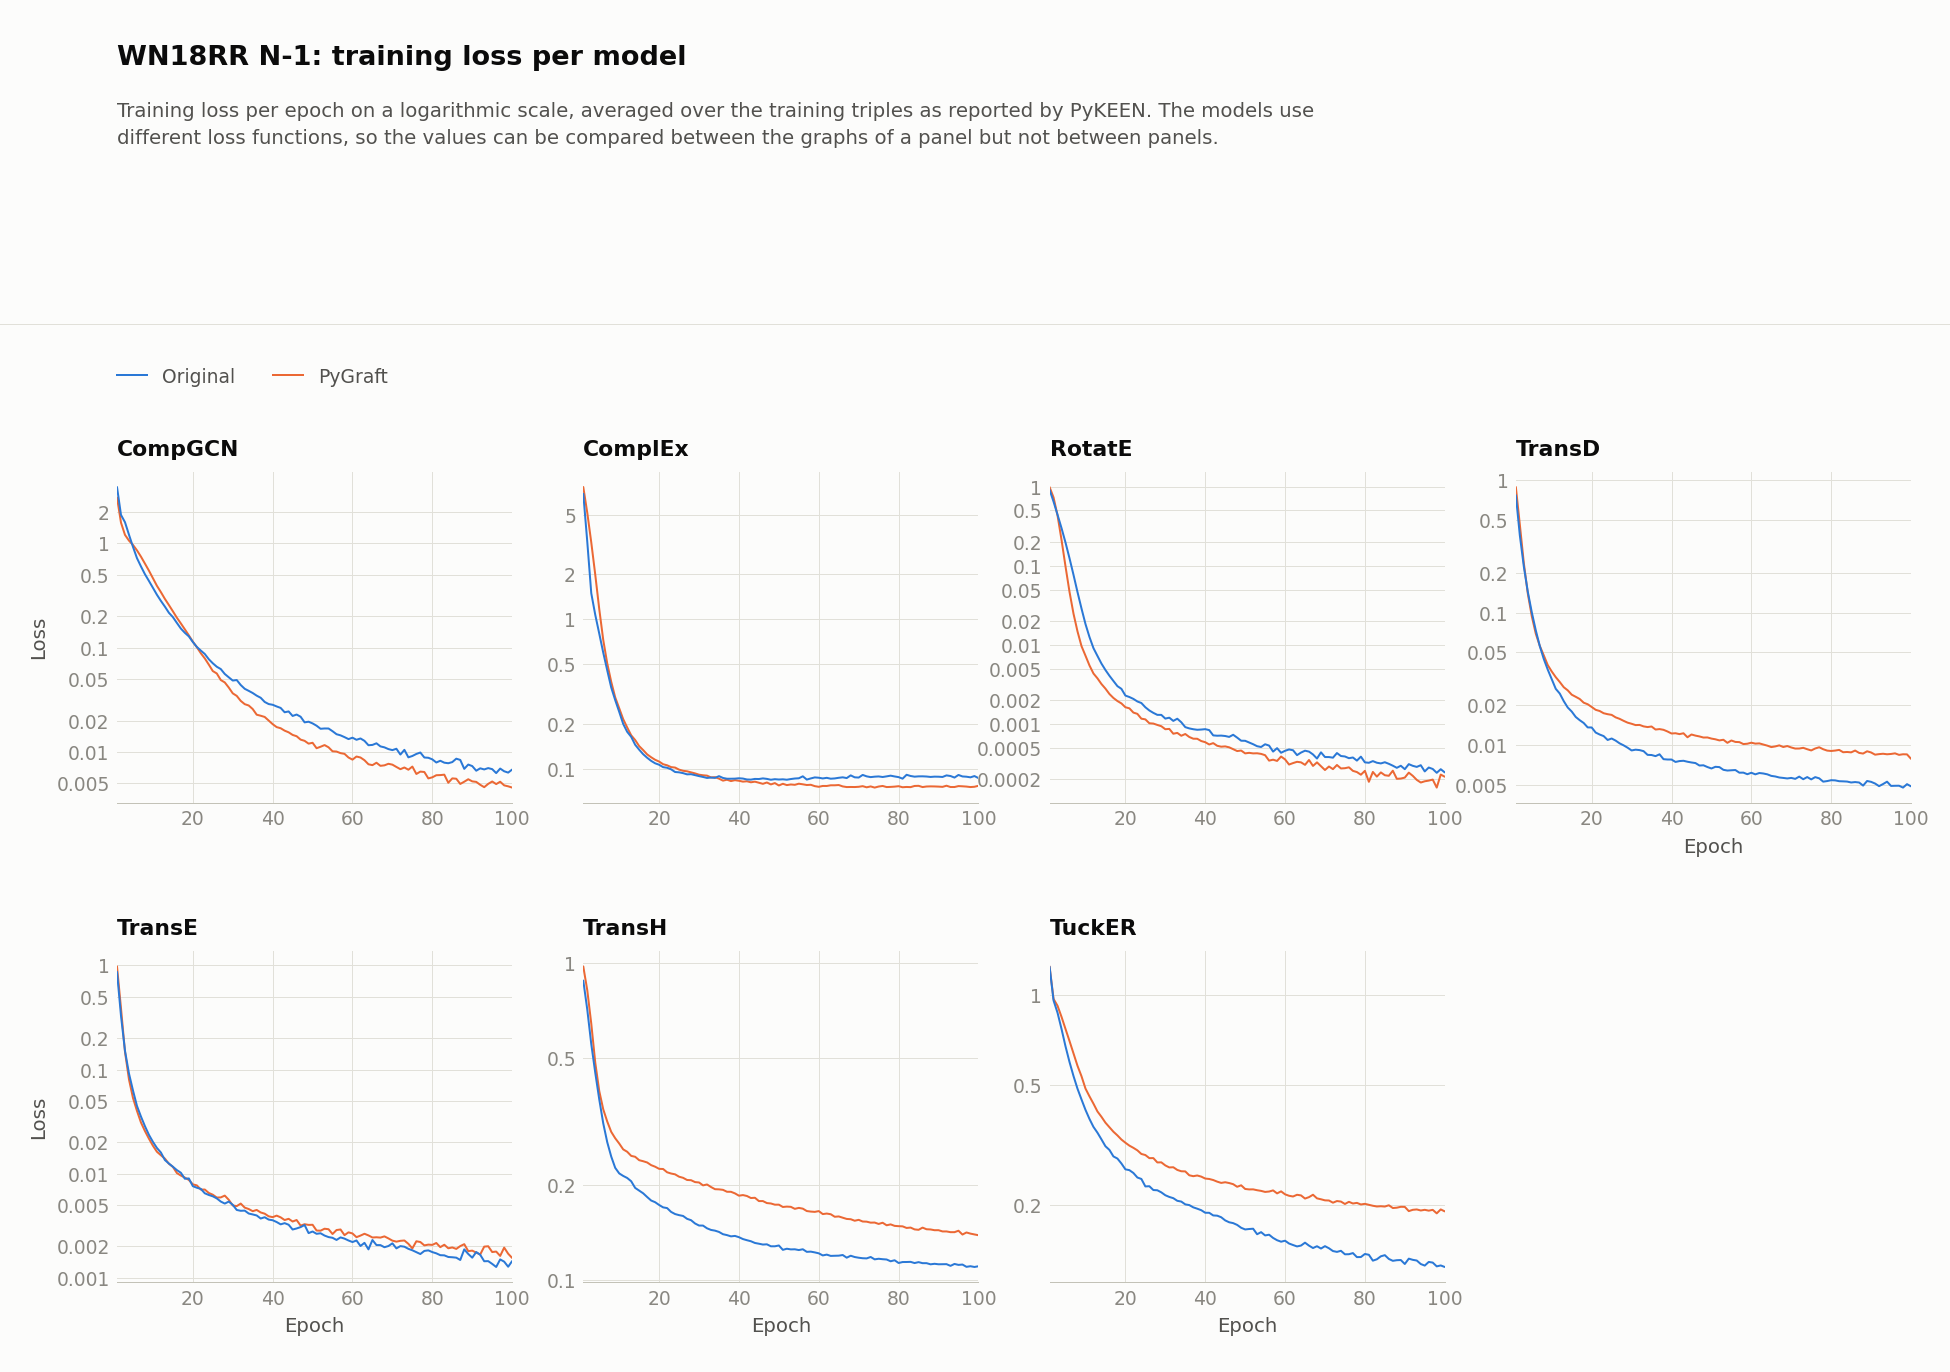 WN18RR N-1: training loss per model
Training loss per epoch on a logarithmic scale, averaged over the training triples as reported by PyKEEN. The models use
different loss functions, so the values can be compared between the graphs of a panel but not between panels.
Original PyGraft
CompGCN
Loss
2
1
0.5
0.2
0.1
0.05
0.02
0.01
0.005
20 40 60 80 100
ComplEx
5
2
1
0.5
0.2
0.1
20 40 60 80 100
RotatE
1
0.5
0.2
0.1
0.05
0.02
0.01
0.005
0.002
0.001
0.0005
0.0002
20 40 60 80 100
TransD
1
0.5
0.2
0.1
0.05
0.02
0.01
0.005
20 40 60 80 100
Epoch
TransE
Loss
1
0.5
0.2
0.1
0.05
0.02
0.01
0.005
0.002
0.001
20 40 60 80 100
Epoch
TransH
1
0.5
0.2
0.1
20 40 60 80 100
Epoch
TuckER
1
0.5
0.2
20 40 60 80 100
Epoch